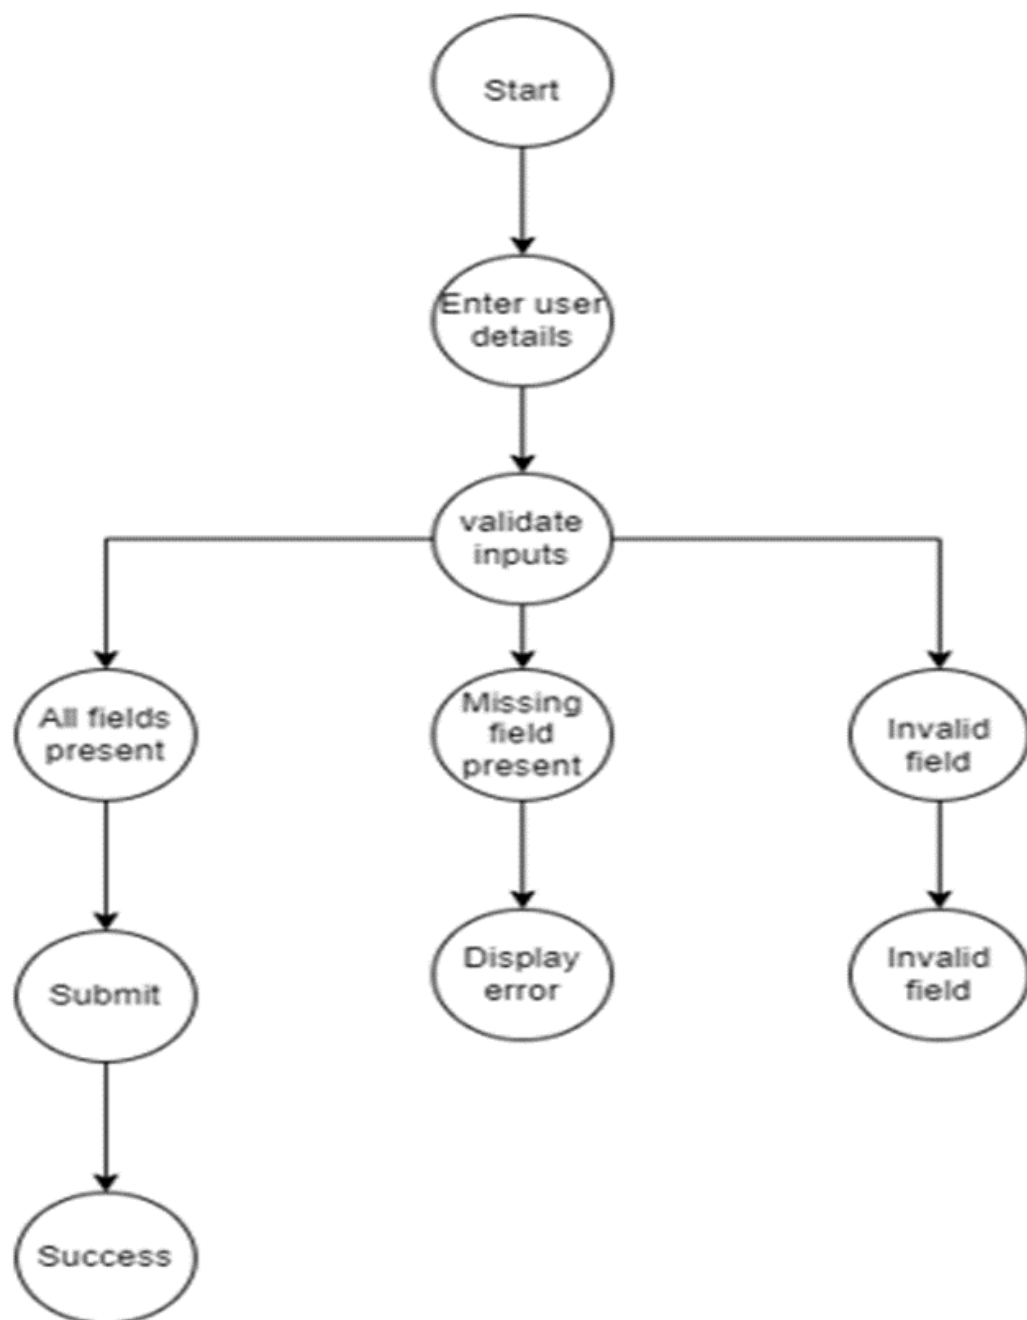 Start
Enter user
details
validate
inputs
All fields
present
Missing
field
present
Invalid
field
Submit
Display
error
Invalid
field
Success